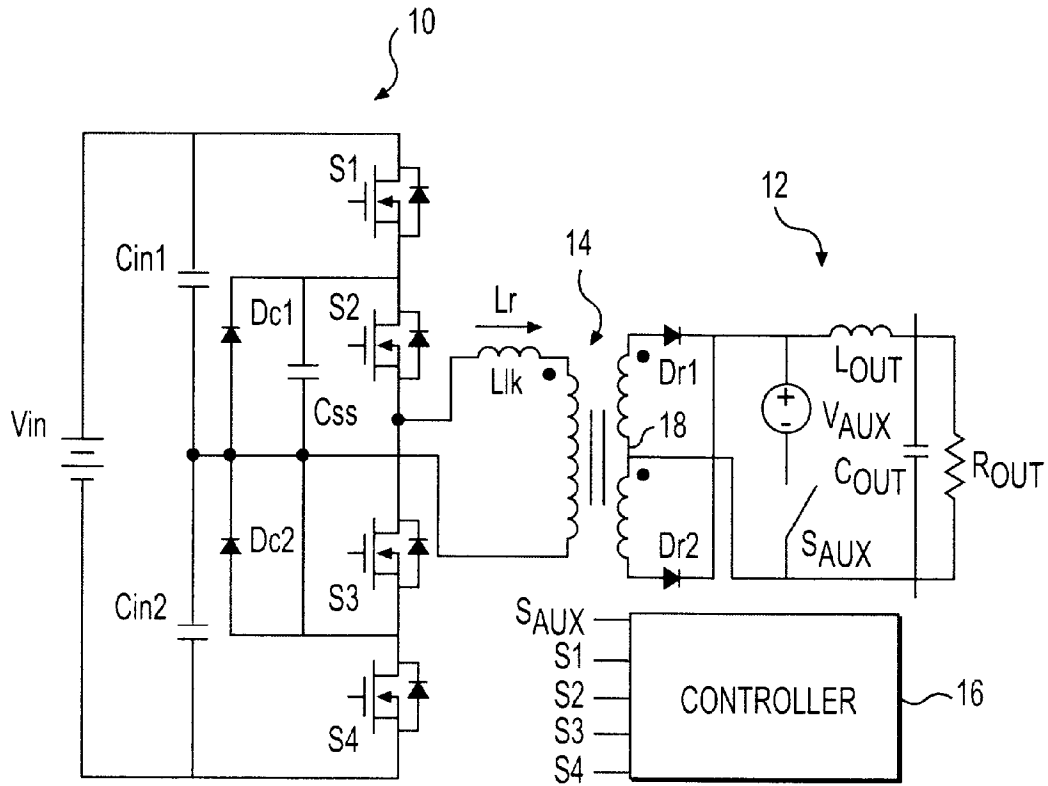 10
S1
12
14
Cin1
Dc1
S2
Lr
Llk
Dr1
LOUT
Css
18
VAUX
Vin
COUT
ROUT
Dc2
SAUX
Dr2
Cin2
S3
S4
SAUX
S1
S2
S3
S4
CONTROLLER
16